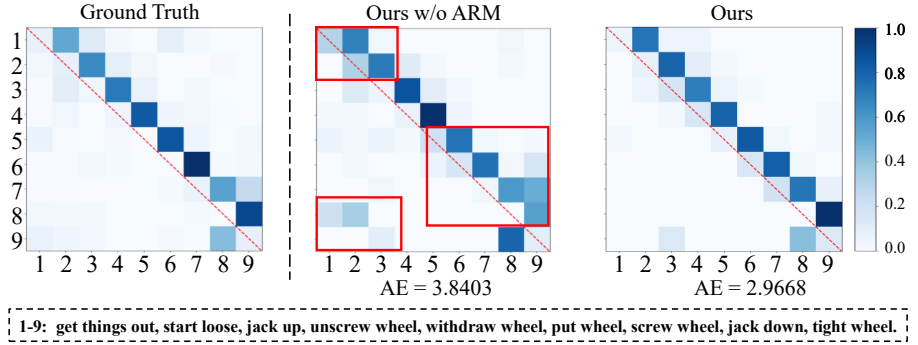 Ground Truth
Ours w/o ARM
Ours
1
2
3
4
5
6
7
8
9
1 2 3 4 5 6 7 8 9
1 2 3 4 5 6 7 8 9
1 2 3 4 5 6 7 8 9
1.0
0.8
0.6
0.4
0.2
0.0
AE = 3.8403
AE = 2.9668
1-9: get things out, start loose, jack up, unscrew wheel, withdraw wheel, put wheel, screw wheel, jack down, tight wheel.